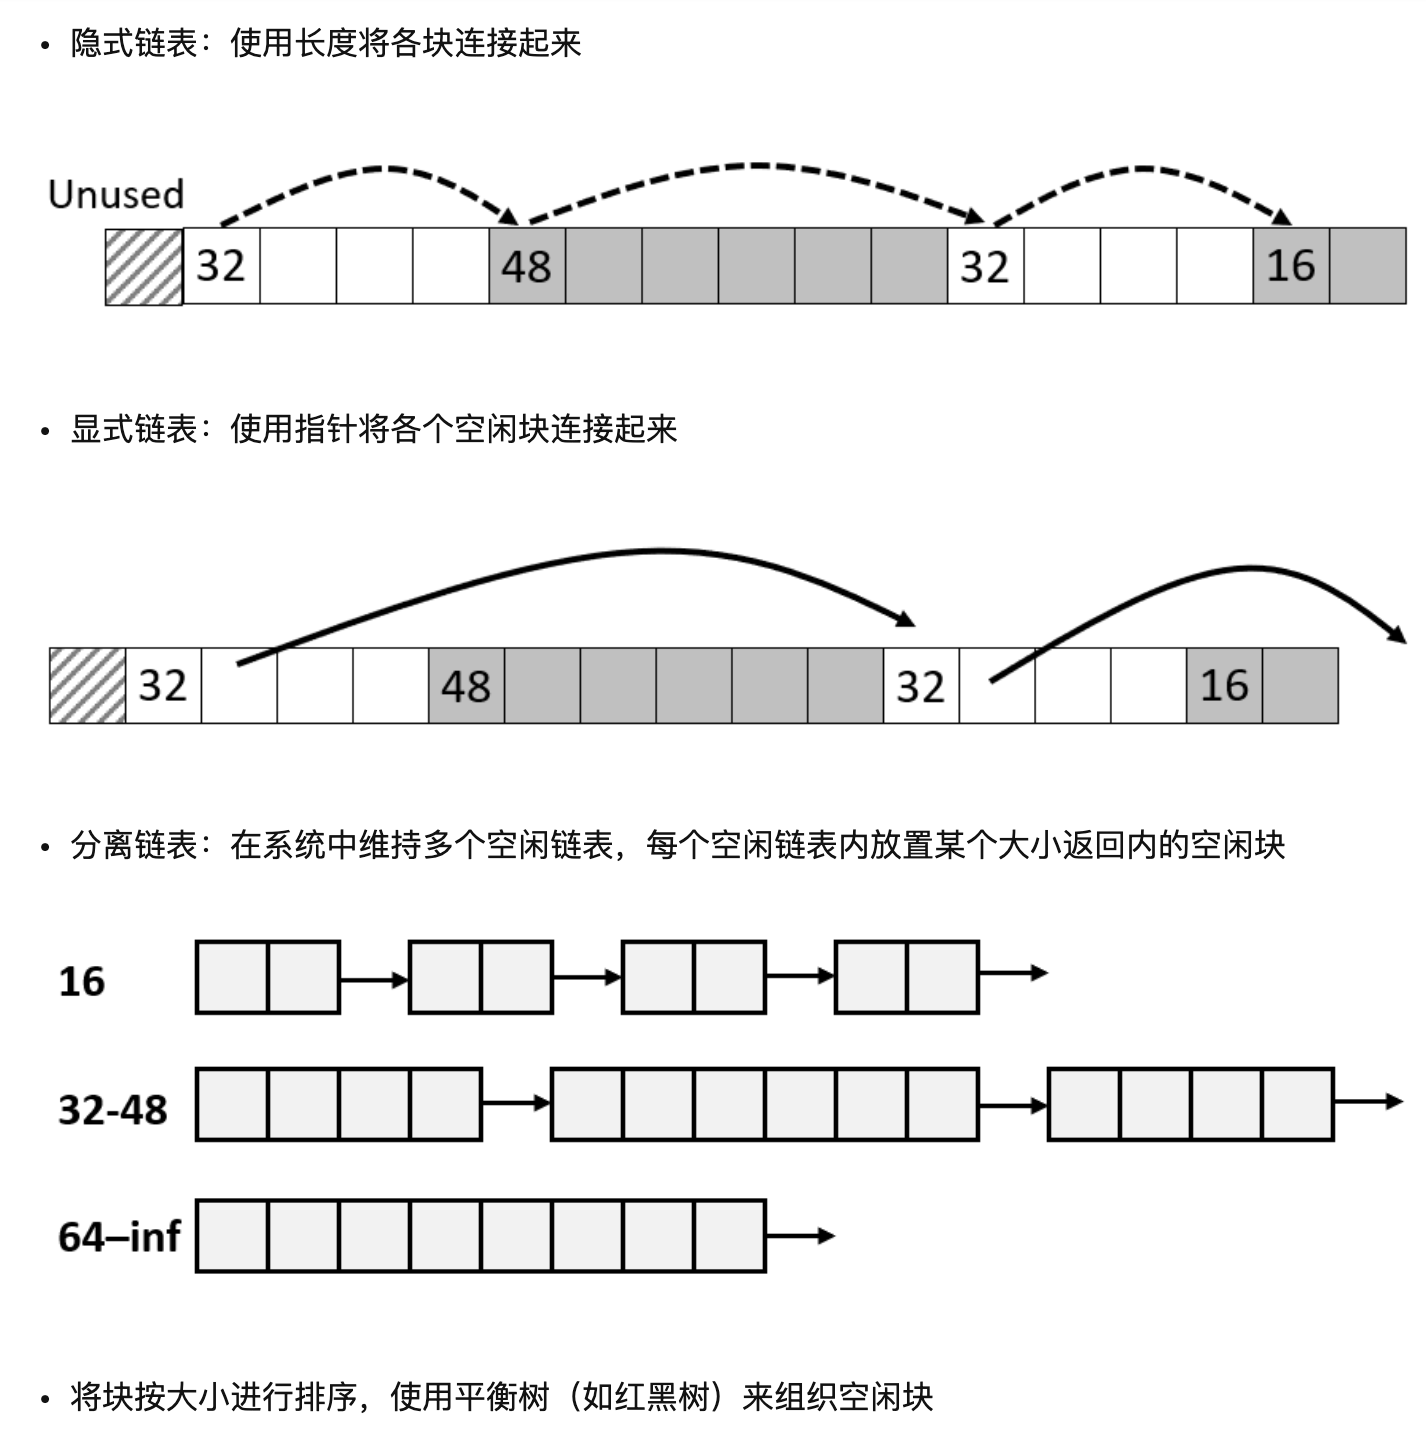 • 隐式链表：使用长度将各块连接起来
Unused
32 48 32 16
• 显式链表：使用指针将各个空闲块连接起来
32 48 32 16
• 分离链表：在系统中维持多个空闲链表，每个空闲链表内放置某个大小返回内的空闲块
16
32-48
64–inf
• 将块按大小进行排序，使用平衡树（如红黑树）来组织空闲块